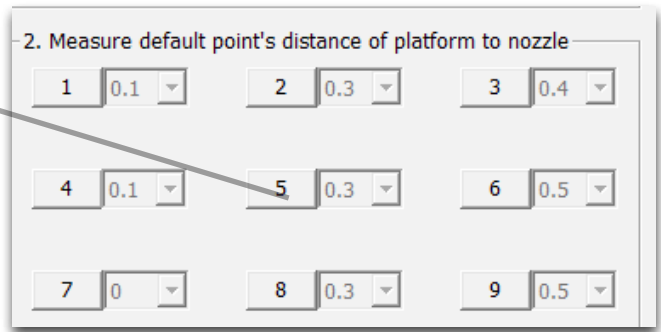 2. Measure default point's distance of platform to nozzle
1 0.1 2 0.3 3 0.4
4 0.1 5 0.3 6 0.5
7 0 8 0.3 9 0.5